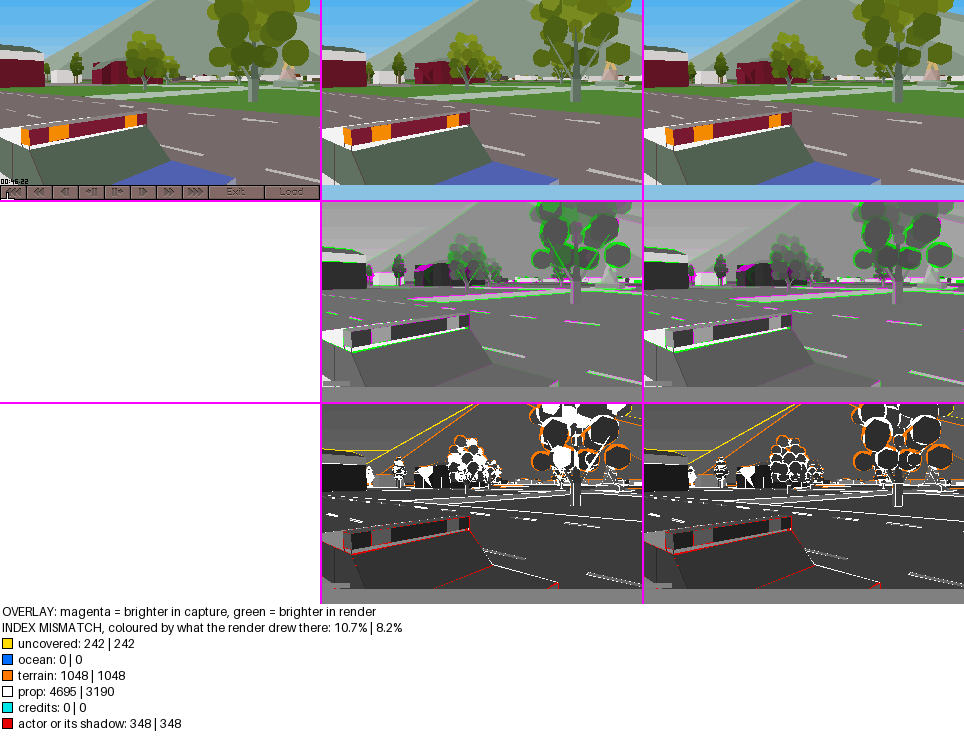 00:46.22
Exit Load
OVERLAY: magenta = brighter in capture, green = brighter in render
INDEX MISMATCH, coloured by what the render drew there: 10.7% | 8.2%
uncovered: 242 | 242
ocean: 0 | 0
terrain: 1048 | 1048
prop: 4695 | 3190
credits: 0 | 0
actor or its shadow: 348 | 348